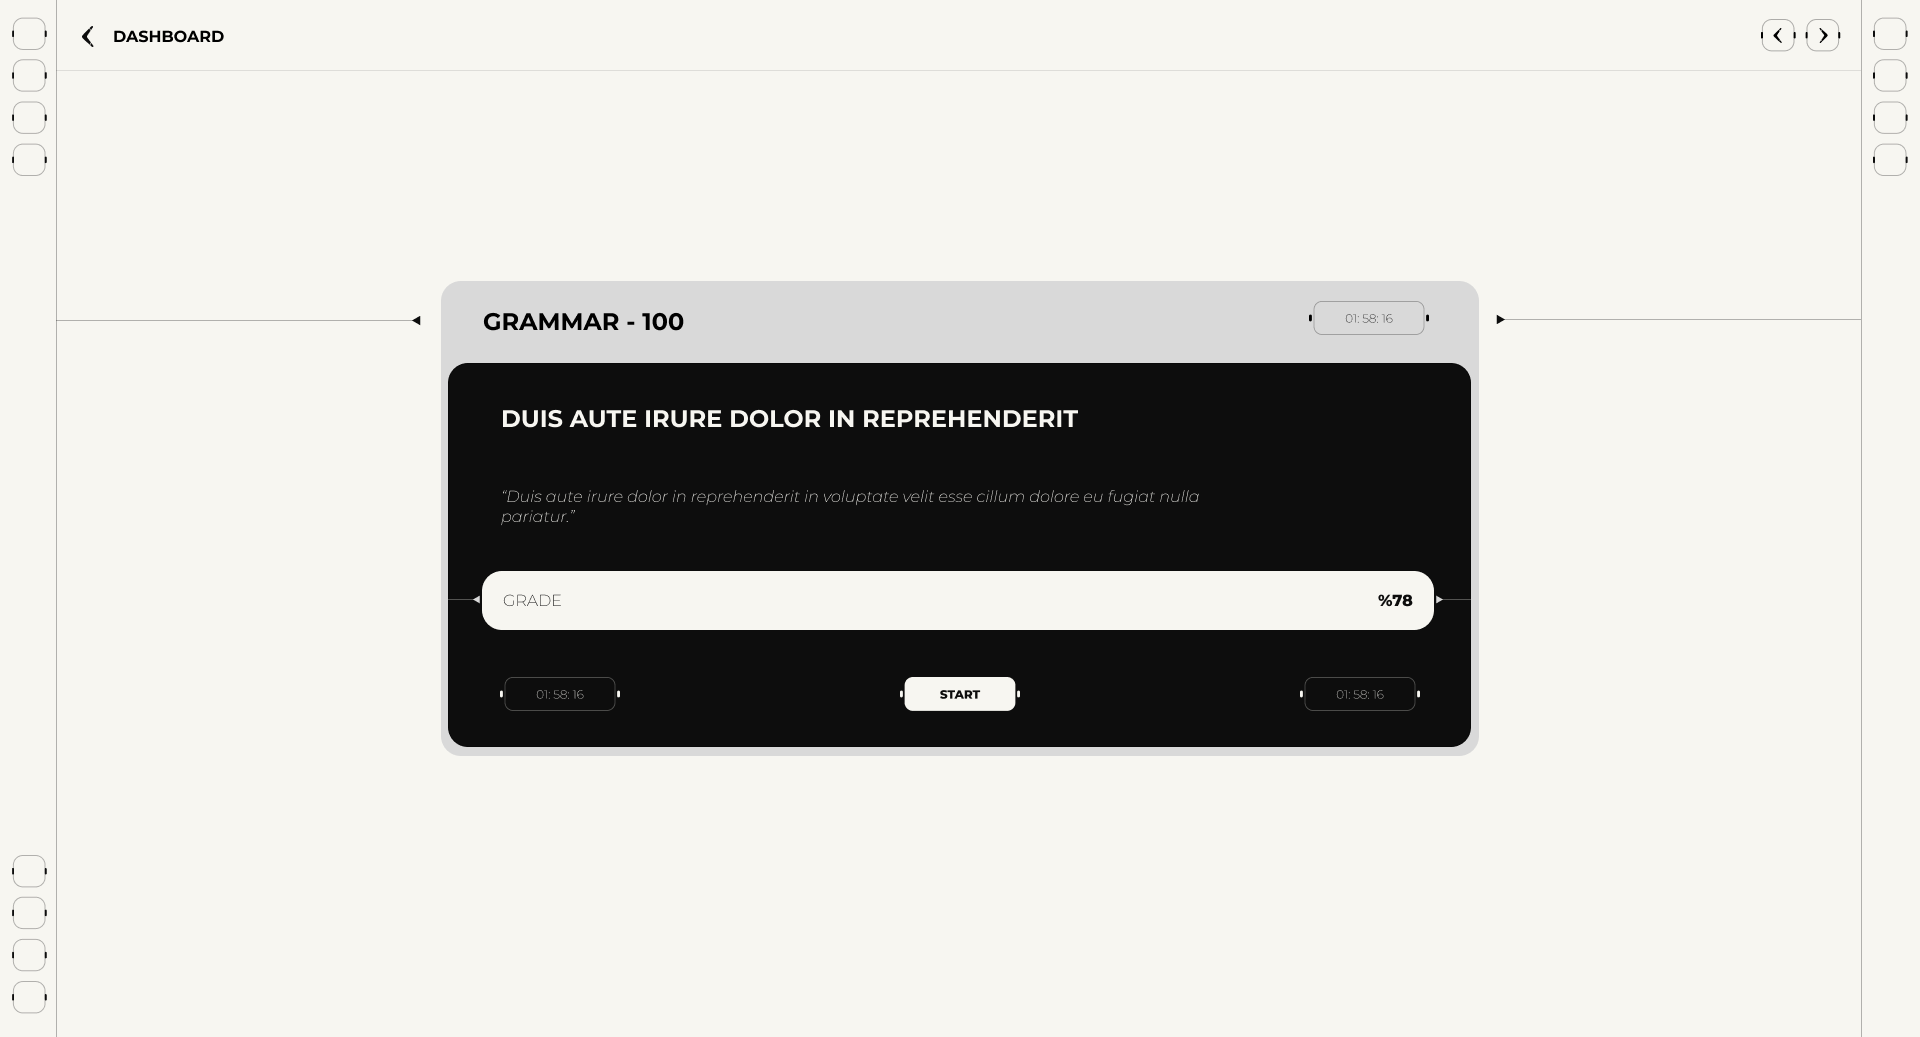 DASHBOARD
GRAMMAR - 100
01: 58: 16
DUIS AUTE IRURE DOLOR IN REPREHENDERIT
“Duis aute irure dolor in reprehenderit in voluptate velit esse cillum dolore eu fugiat nulla
pariatur.”
GRADE
%78
01: 58: 16
START
01: 58: 16